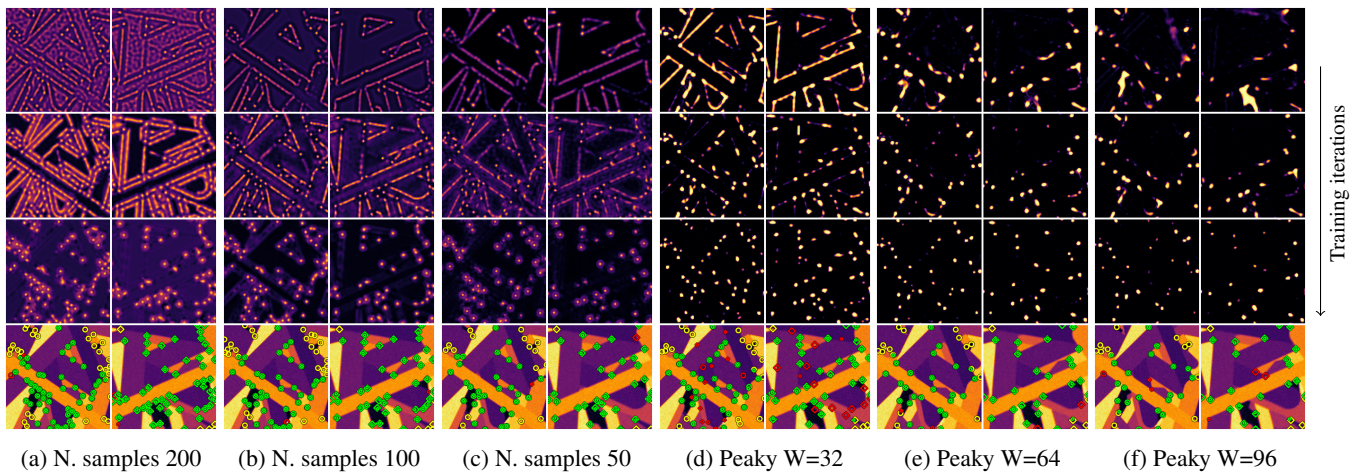 Training iterations
(a) N. samples 200
(b) N. samples 100
(c) N. samples 50
(d) Peaky W=32
(e) Peaky W=64
(f) Peaky W=96